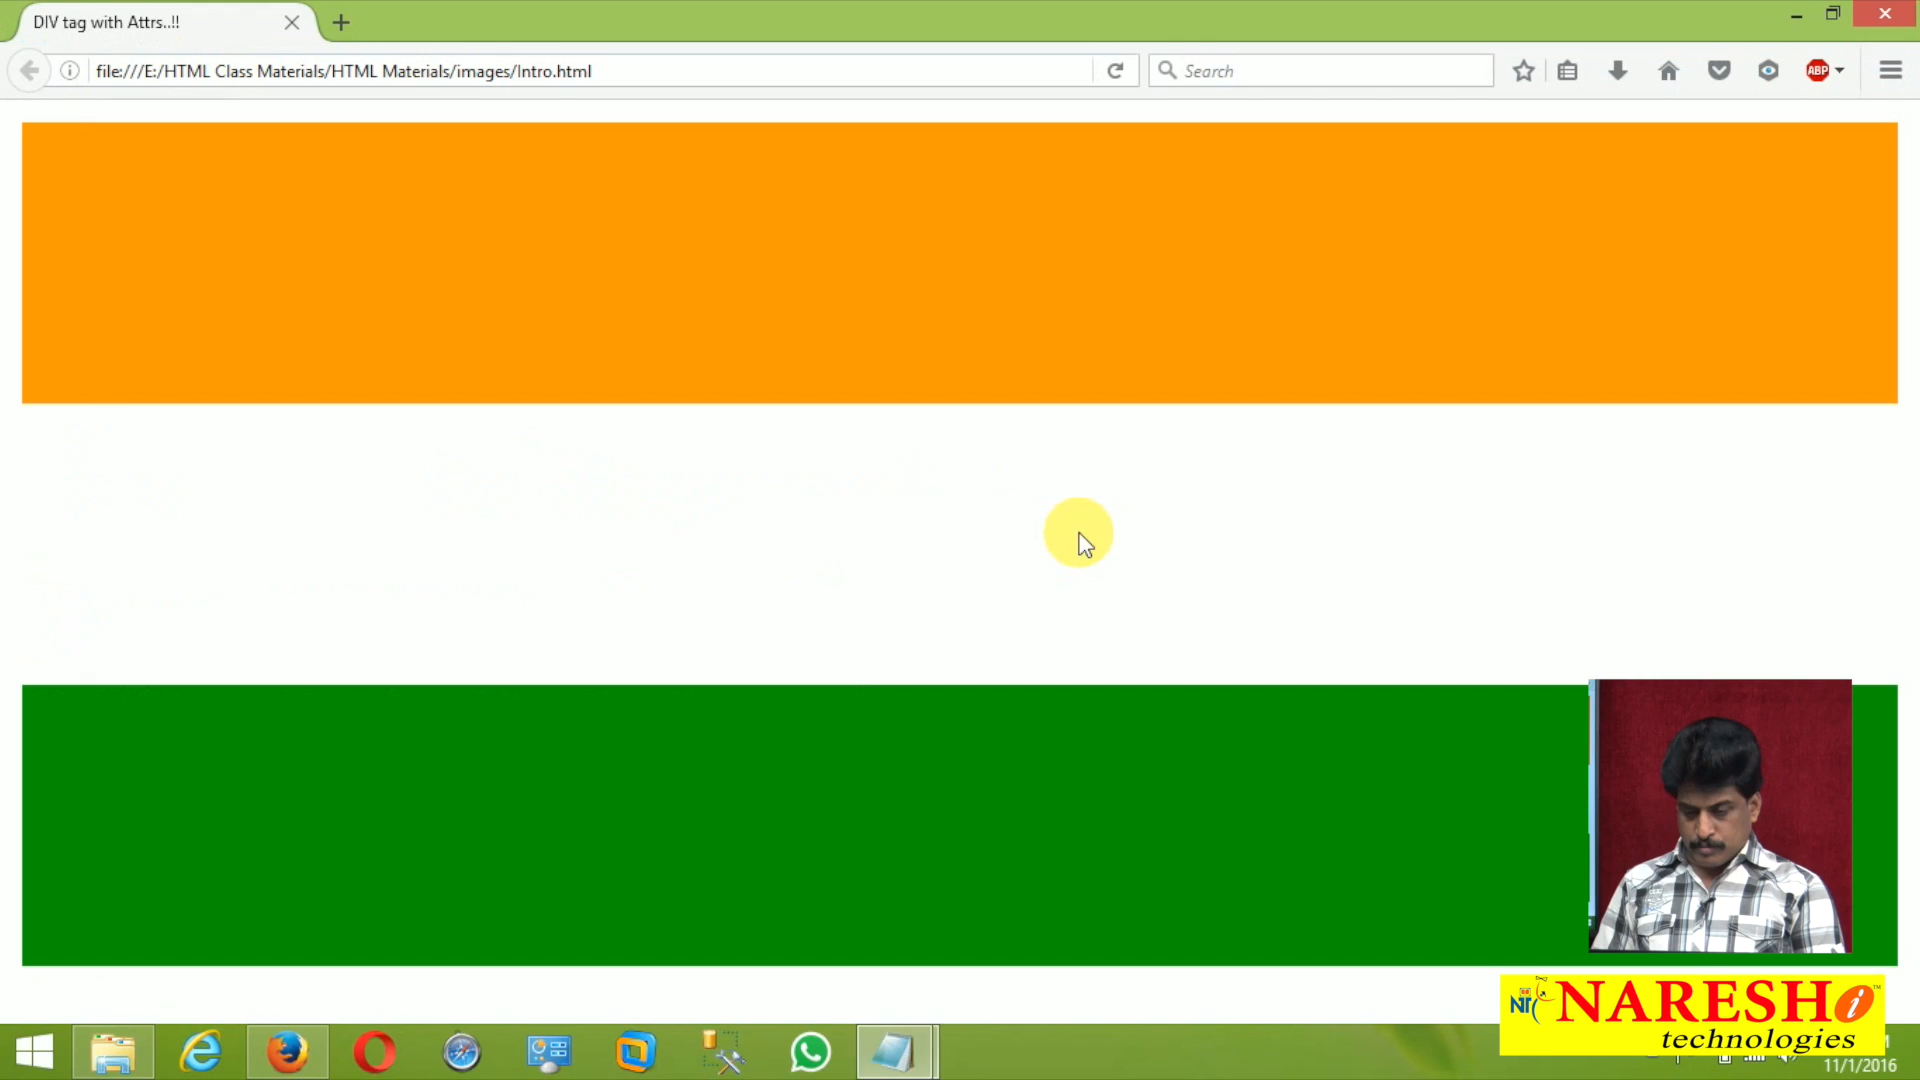 DIV tag with Attrs..!!
file:///E:/HTML Class Materials/HTML Materials/images/Intro.html
Search
ABP
NARESH i ™
technologies
11/1/2016